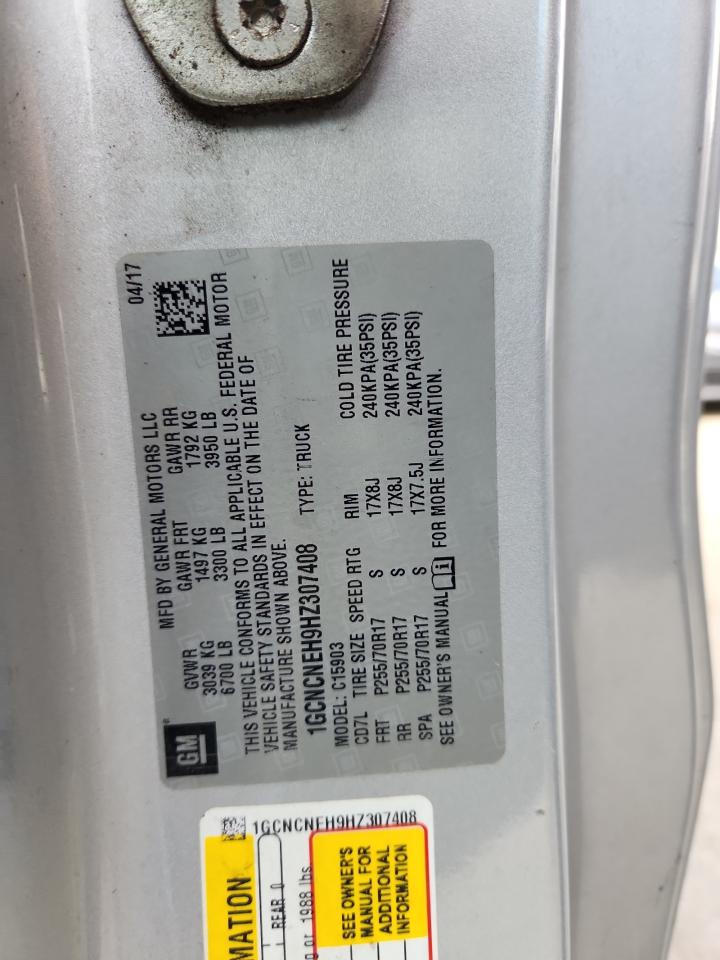 04/17
MFD BY GENERAL MOTORS LLC
GVWR GAWR FRT GAWR RR
3039 KG 1497 KG 1792 KG
6700 LB 3300 LB 3950 LB
THIS VEHICLE CONFORMS TO ALL APPLICABLE U.S. FEDERAL MOTOR
VEHICLE SAFETY STANDARDS IN EFFECT ON THE DATE OF
MANUFACTURE SHOWN ABOVE.
1GCNCNEH9HZ307408 TYPE: TRUCK
MODEL: C15903
CD7L TIRE SIZE SPEED RTG RIM COLD TIRE PRESSURE
FRT P255/70R17 S 17X8J 240KPA(35PSI)
RR P255/70R17 S 17X8J 240KPA(35PSI)
SPA P255/70R17 S 17X7.5J 240KPA(35PSI)
SEE OWNER'S MANUAL i FOR MORE INFORMATION.
GM
1GCNCNEH9HZ307408
MATION
REAR 0
or 1988 lbs
SEE OWNER'S
MANUAL FOR
ADDITIONAL
INFORMATION